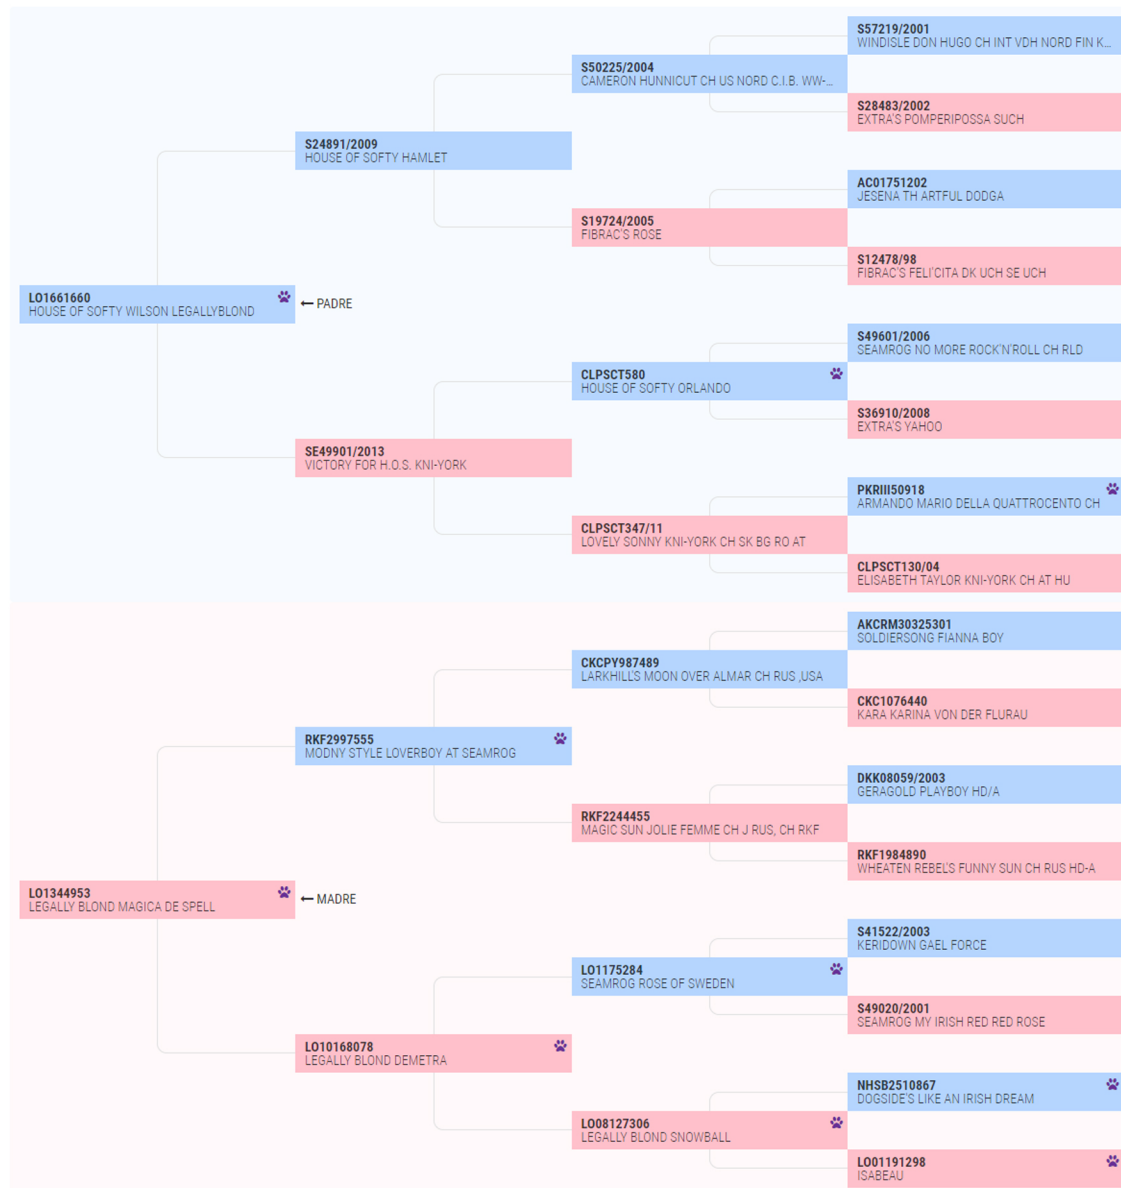 S57219/2001
WINDISLE DON HUGO CH INT VDH NORD FIN K...
S50225/2004
CAMERON HUNNICUT CH US NORD C.I.B. WW-...
S28483/2002
EXTRA'S POMPERIPOSSA SUCH
S24891/2009
HOUSE OF SOFTY HAMLET
AC01751202
JESENA TH ARTFUL DODGA
S19724/2005
FIBRAC'S ROSE
S12478/98
FIBRAC'S FELI'CITA DK UCH SE UCH
LO1661660
HOUSE OF SOFTY WILSON LEGALLYBLOND
← PADRE
S49601/2006
SEAMROG NO MORE ROCK'N'ROLL CH RLD
CLPSCT580
HOUSE OF SOFTY ORLANDO
S36910/2008
EXTRA'S YAHOO
SE49901/2013
VICTORY FOR H.O.S. KNI-YORK
PKRIII50918
ARMANDO MARIO DELLA QUATTROCENTO CH
CLPSCT347/11
LOVELY SONNY KNI-YORK CH SK BG RO AT
CLPSCT130/04
ELISABETH TAYLOR KNI-YORK CH AT HU
AKCRM30325301
SOLDIERSONG FIANNA BOY
CKCPY987489
LARKHILL'S MOON OVER ALMAR CH RUS ,USA
CKC1076440
KARA KARINA VON DER FLURAU
RKF2997555
MODNY STYLE LOVERBOY AT SEAMROG
DKK08059/2003
GERAGOLD PLAYBOY HD/A
RKF2244455
MAGIC SUN JOLIE FEMME CH J RUS, CH RKF
RKF1984890
WHEATEN REBEL'S FUNNY SUN CH RUS HD-A
LO1344953
LEGALLY BLOND MAGICA DE SPELL
← MADRE
S41522/2003
KERIDOWN GAEL FORCE
LO1175284
SEAMROG ROSE OF SWEDEN
S49020/2001
SEAMROG MY IRISH RED RED ROSE
LO10168078
LEGALLY BLOND DEMETRA
NHSB2510867
DOGSIDE'S LIKE AN IRISH DREAM
LO08127306
LEGALLY BLOND SNOWBALL
LO01191298
ISABEAU